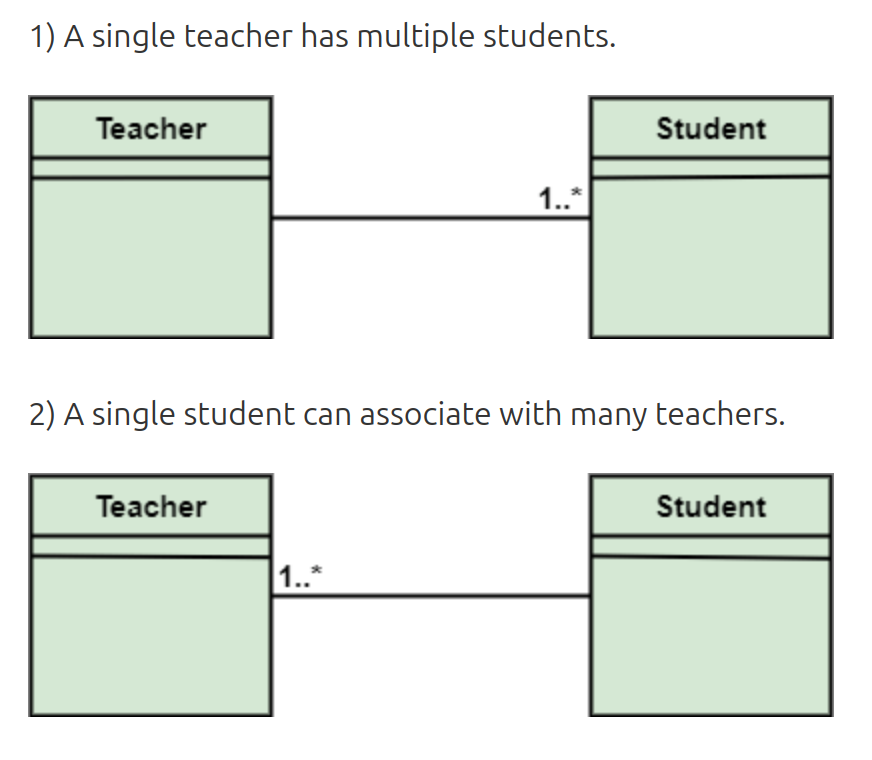 1) A single teacher has multiple students.
Teacher
Student
1..*
2) A single student can associate with many teachers.
Teacher
Student
1..*